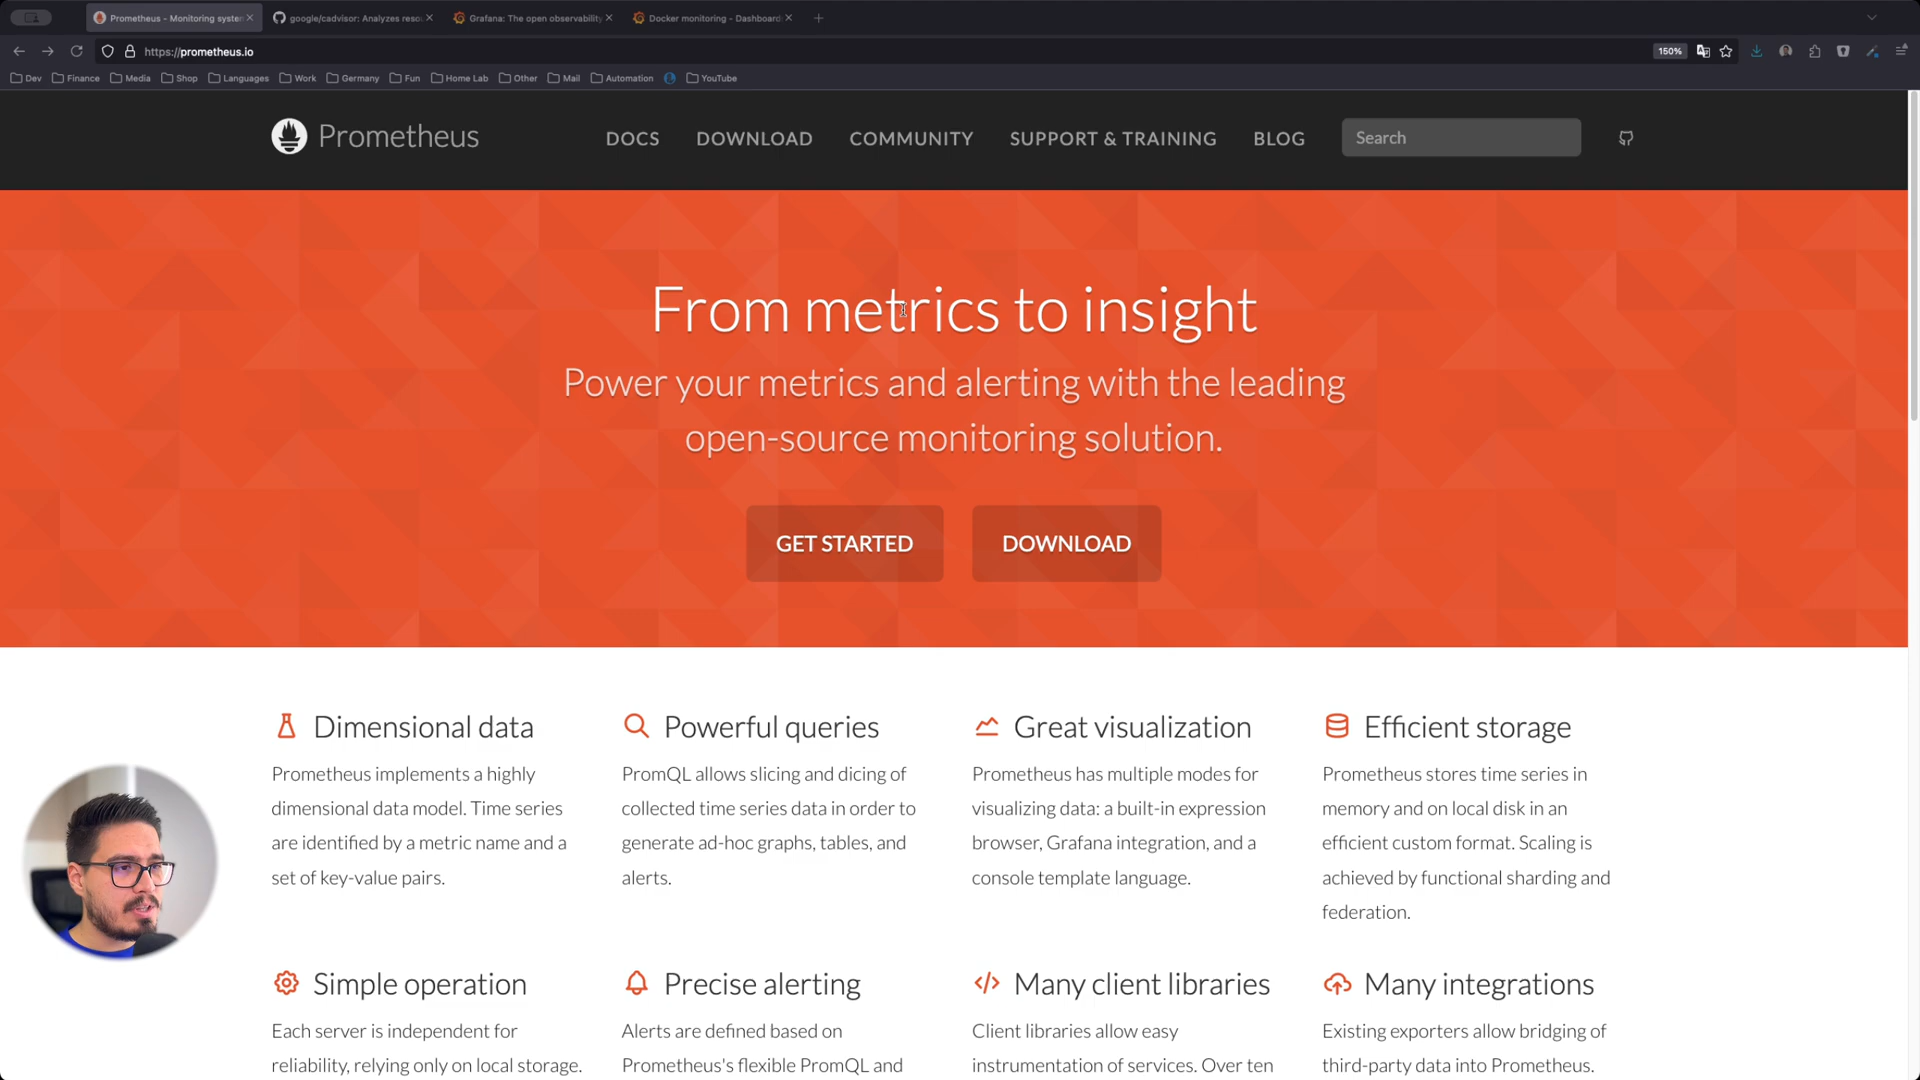 Prometheus - Monitoring system
google/cadvisor: Analyzes reso
Grafana: The open observability
Docker monitoring - Dashboard
https://prometheus.io
150%
Dev
Finance
Media
Shop
Languages
Work
Germany
Fun
Home Lab
Other
Mail
Automation
YouTube
Prometheus
DOCS
DOWNLOAD
COMMUNITY
SUPPORT & TRAINING
BLOG
Search
From metrics to insight
Power your metrics and alerting with the leading
open-source monitoring solution.
GET STARTED
DOWNLOAD
Dimensional data
Prometheus implements a highly
dimensional data model. Time series
are identified by a metric name and a
set of key-value pairs.
Powerful queries
PromQL allows slicing and dicing of
collected time series data in order to
generate ad-hoc graphs, tables, and
alerts.
Great visualization
Prometheus has multiple modes for
visualizing data: a built-in expression
browser, Grafana integration, and a
console template language.
Efficient storage
Prometheus stores time series in
memory and on local disk in an
efficient custom format. Scaling is
achieved by functional sharding and
federation.
Simple operation
Each server is independent for
reliability, relying only on local storage.
Precise alerting
Alerts are defined based on
Prometheus's flexible PromQL and
Many client libraries
Client libraries allow easy
instrumentation of services. Over ten
Many integrations
Existing exporters allow bridging of
third-party data into Prometheus.